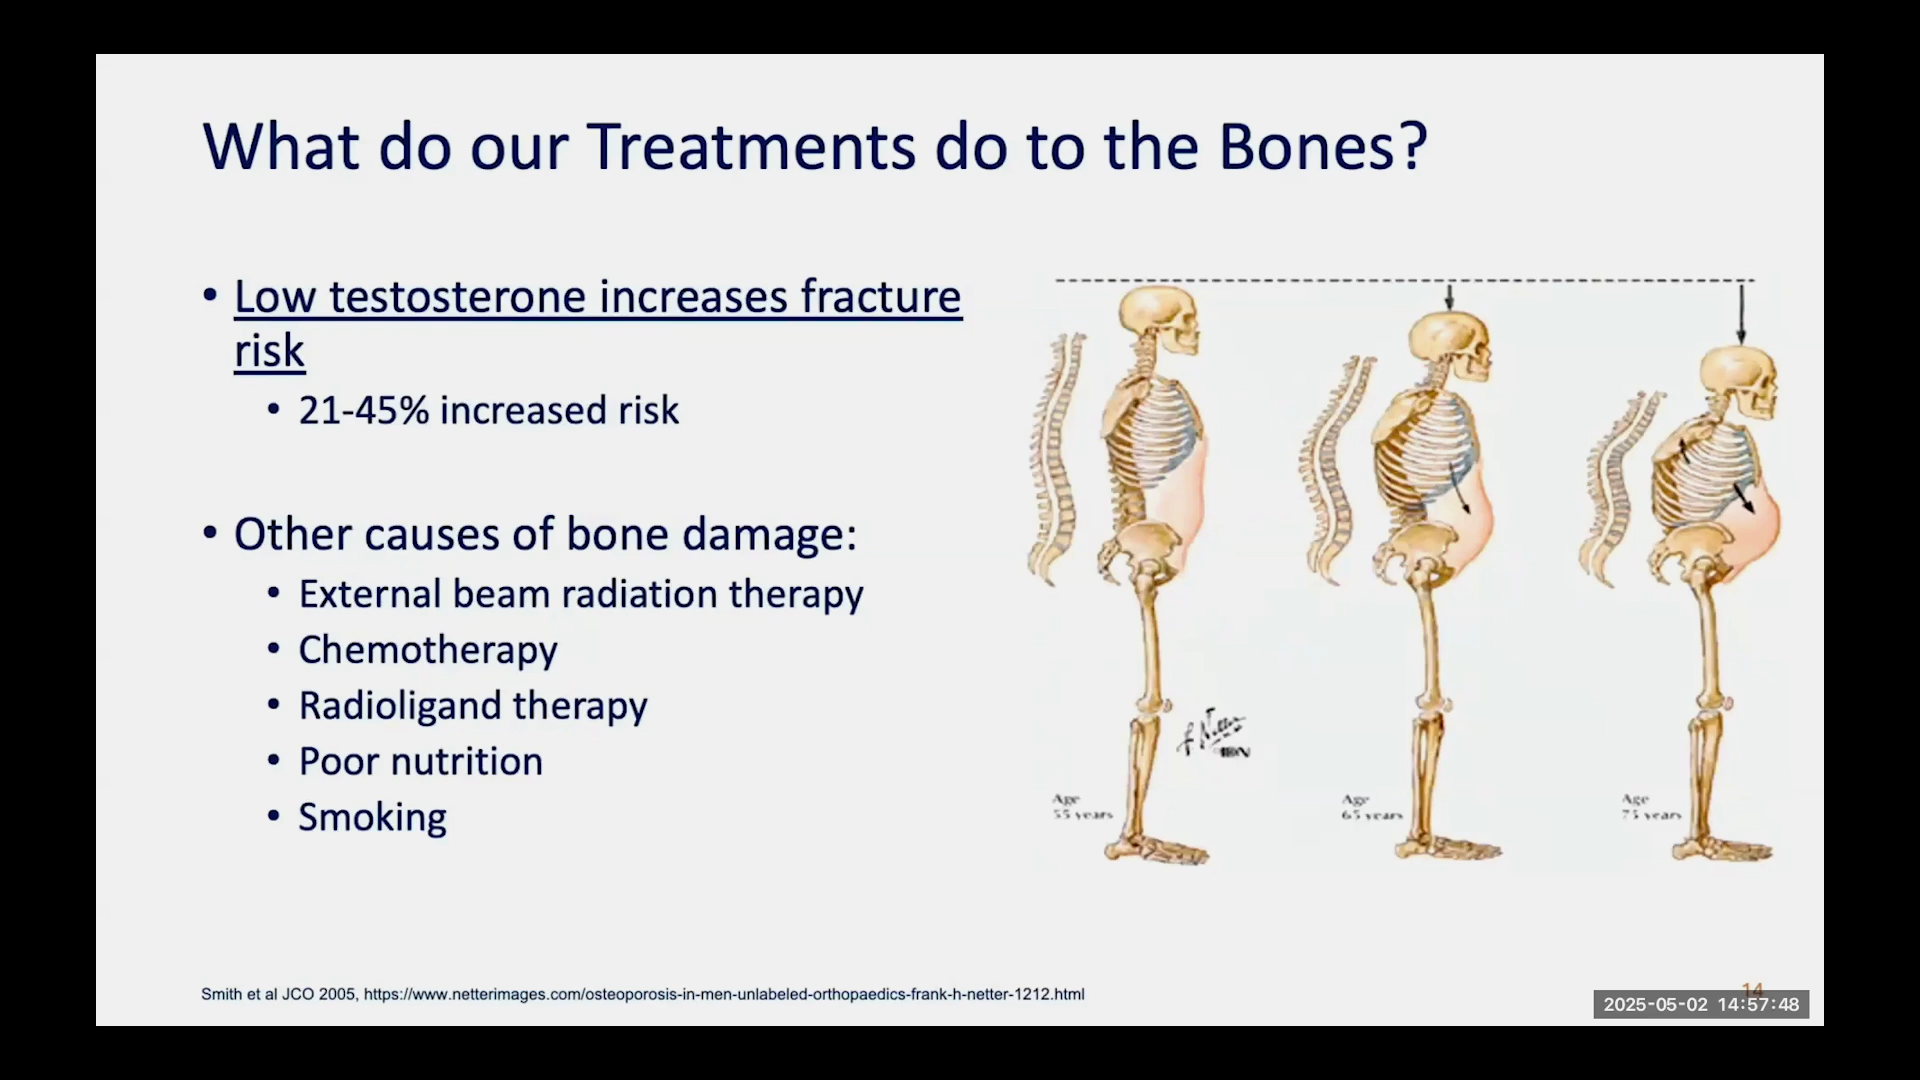 What do our Treatments do to the Bones?
• Low testosterone increases fracture
risk
• 21-45% increased risk
• Other causes of bone damage:
• External beam radiation therapy
• Chemotherapy
• Radioligand therapy
• Poor nutrition
• Smoking
Age
55 years
Age
65 years
Age
75 years
Smith et al JCO 2005, https://www.netterimages.com/osteoporosis-in-men-unlabeled-orthopaedics-frank-h-netter-1212.html
14
2025-05-02 14:57:48